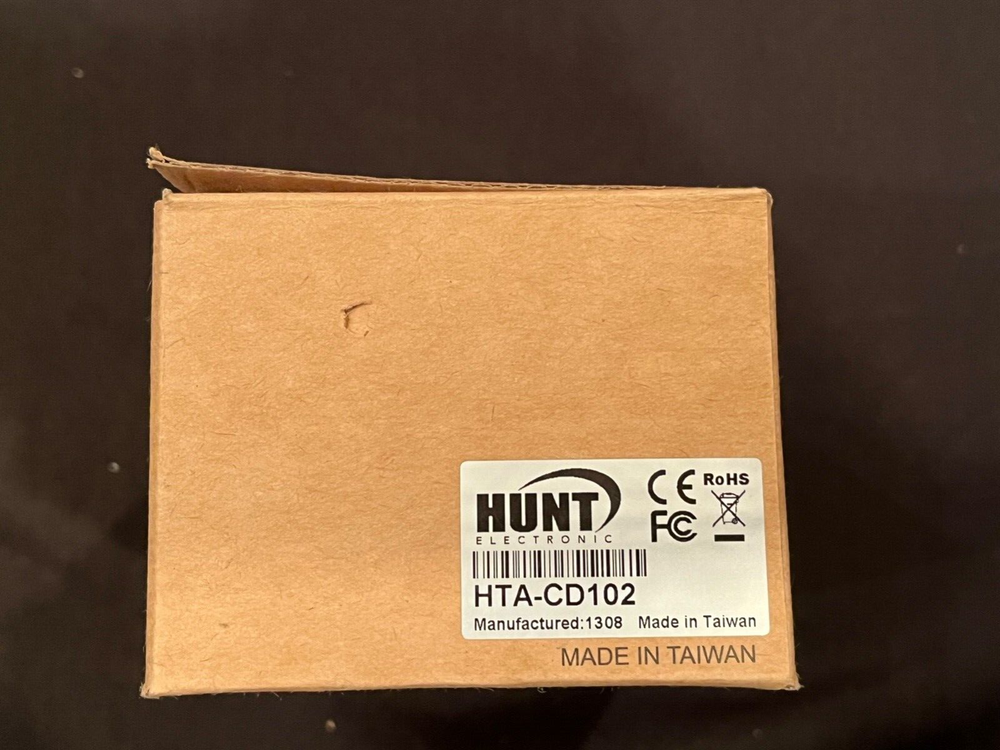 HUNT
ELECTRONIC
CE RoHS
FC
HTA-CD102
Manufactured:1308 Made in Taiwan
MADE IN TAIWAN